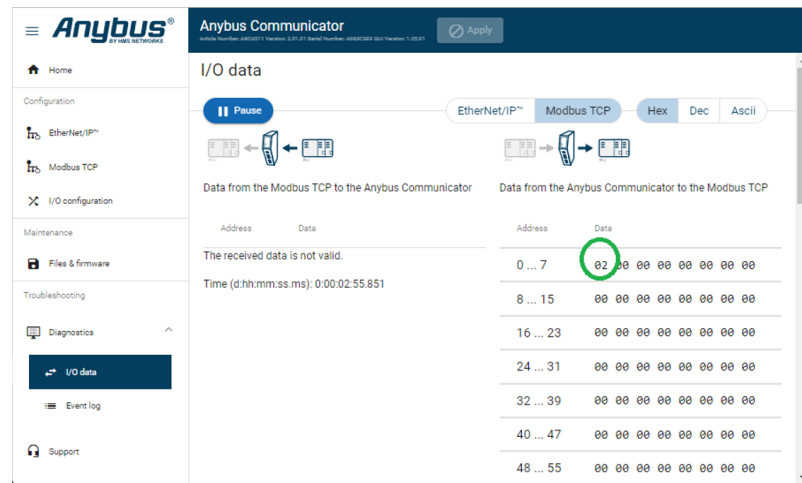 Anybus®
BY HMS NETWORKS
Anybus Communicator
Apply
Home
Configuration
EtherNet/IP™
Modbus TCP
I/O configuration
Maintenance
Files & firmware
Troubleshooting
Diagnostics
I/O data
Event log
Support
I/O data
Pause
EtherNet/IP™ Modbus TCP Hex Dec Ascii
Data from the Modbus TCP to the Anybus Communicator
Address Data
The received data is not valid.
Time (d:hh:mm:ss.ms): 0:00:02:55.851
Data from the Anybus Communicator to the Modbus TCP
Address Data
0 ... 7 02 00 00 00 00 00 00 00
8 ... 15 00 00 00 00 00 00 00 00
16 ... 23 00 00 00 00 00 00 00 00
24 ... 31 00 00 00 00 00 00 00 00
32 ... 39 00 00 00 00 00 00 00 00
40 ... 47 00 00 00 00 00 00 00 00
48 ... 55 00 00 00 00 00 00 00 00